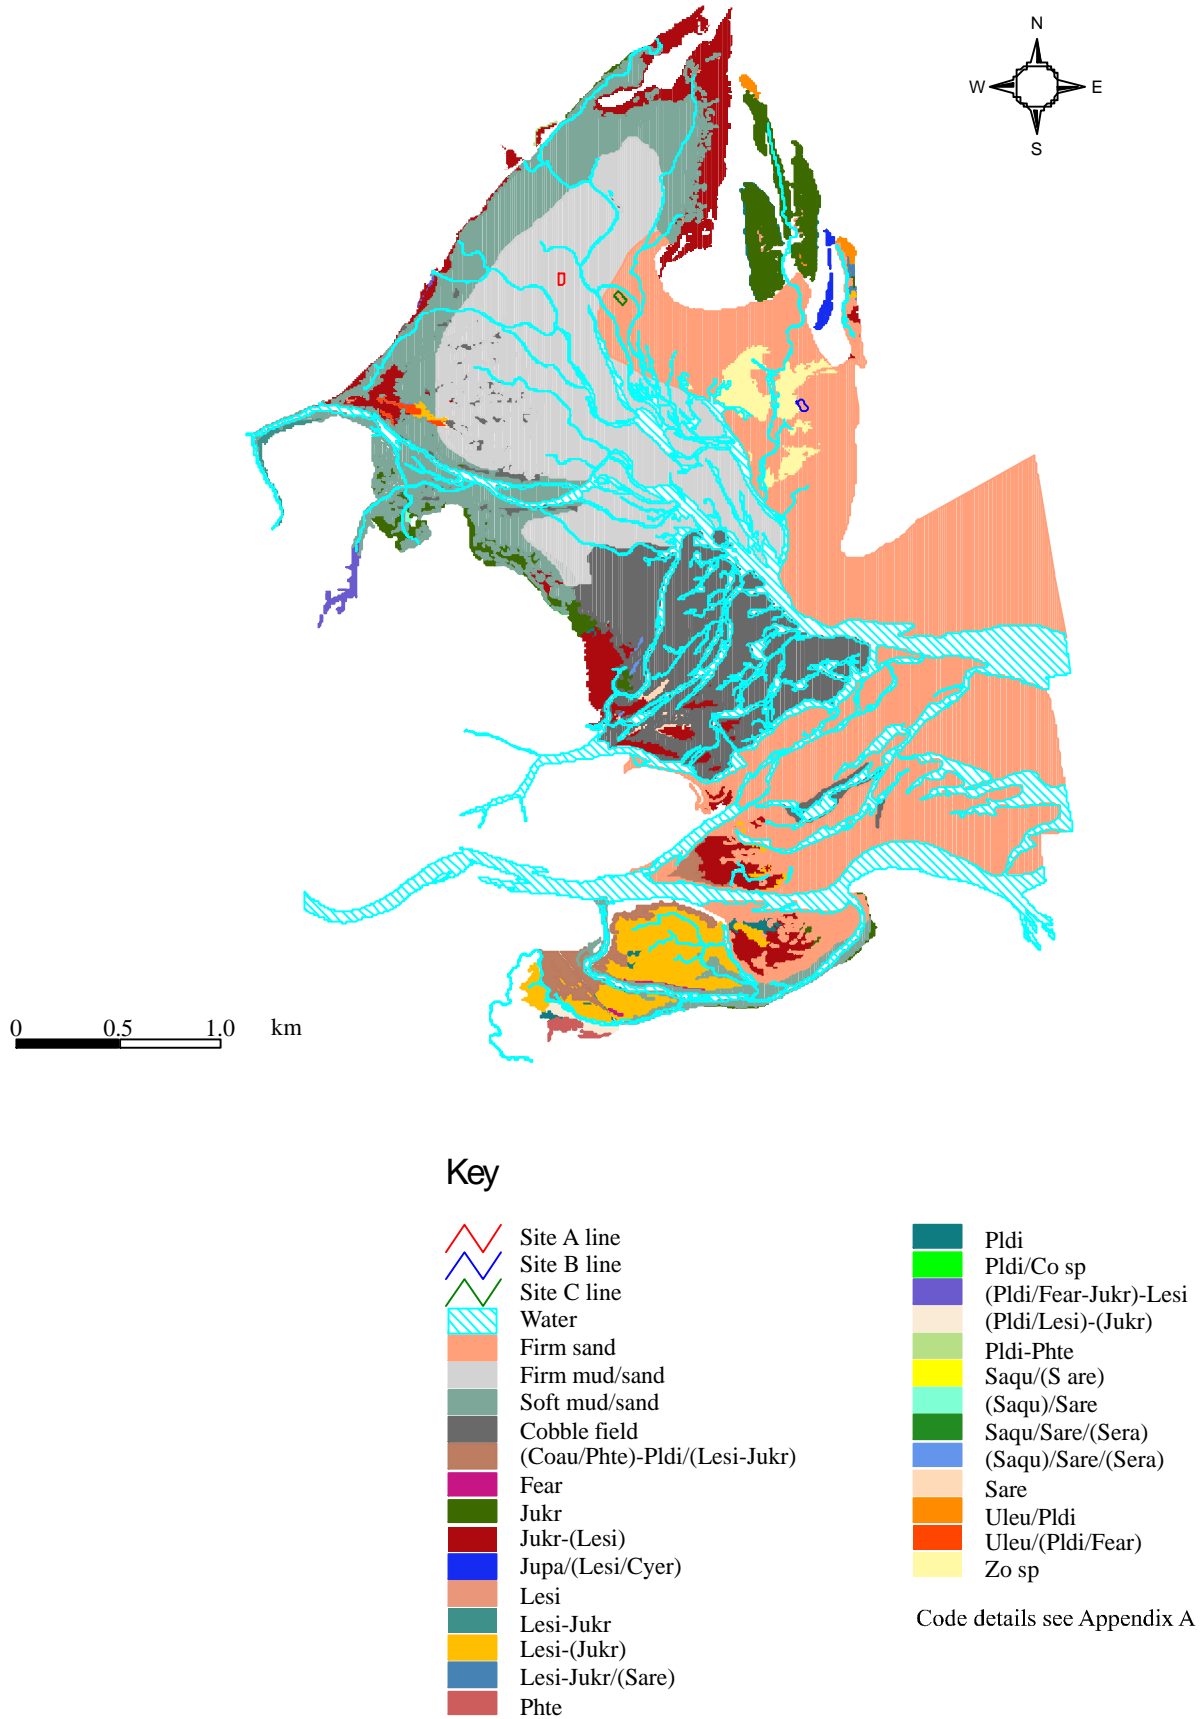 N
W E
S
0 0.5 1.0 km
Key
Site A line
Site B line
Site C line
Water
Firm sand
Firm mud/sand
Soft mud/sand
Cobble field
(Coau/Phte)-Pldi/(Lesi-Jukr)
Fear
Jukr
Jukr-(Lesi)
Jupa/(Lesi/Cyer)
Lesi
Lesi-Jukr
Lesi-(Jukr)
Lesi-Jukr/(Sare)
Phte
Pldi
Pldi/Co sp
(Pldi/Fear-Jukr)-Lesi
(Pldi/Lesi)-(Jukr)
Pldi-Phte
Saqu/(S are)
(Saqu)/Sare
Saqu/Sare/(Sera)
(Saqu)/Sare/(Sera)
Sare
Uleu/Pldi
Uleu/(Pldi/Fear)
Zo sp
Code details see Appendix A